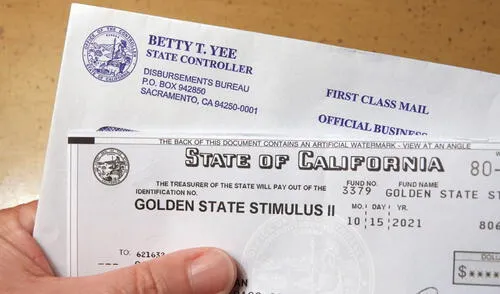 BETTY T. YEE
STATE CONTROLLER
DISBURSEMENTS BUREAU
P.O. BOX 942850
SACRAMENTO, CA 94250-0001
FIRST CLASS MAIL
OFFICIAL BUSINESS
THE BACK OF THIS DOCUMENT CONTAINS AN ARTIFICIAL WATERMARK - VIEW AT AN ANGLE
STATE OF CALIFORNIA
80-
THE TREASURER OF THE STATE WILL PAY OUT OF THE
IDENTIFICATION NO.
FUND NO.
FUND NAME
3379
GOLDEN STATE ST
GOLDEN STATE STIMULUS II
MO. DAY YR.
10 15 2021
806
TO: 621632
DOLLA
$****